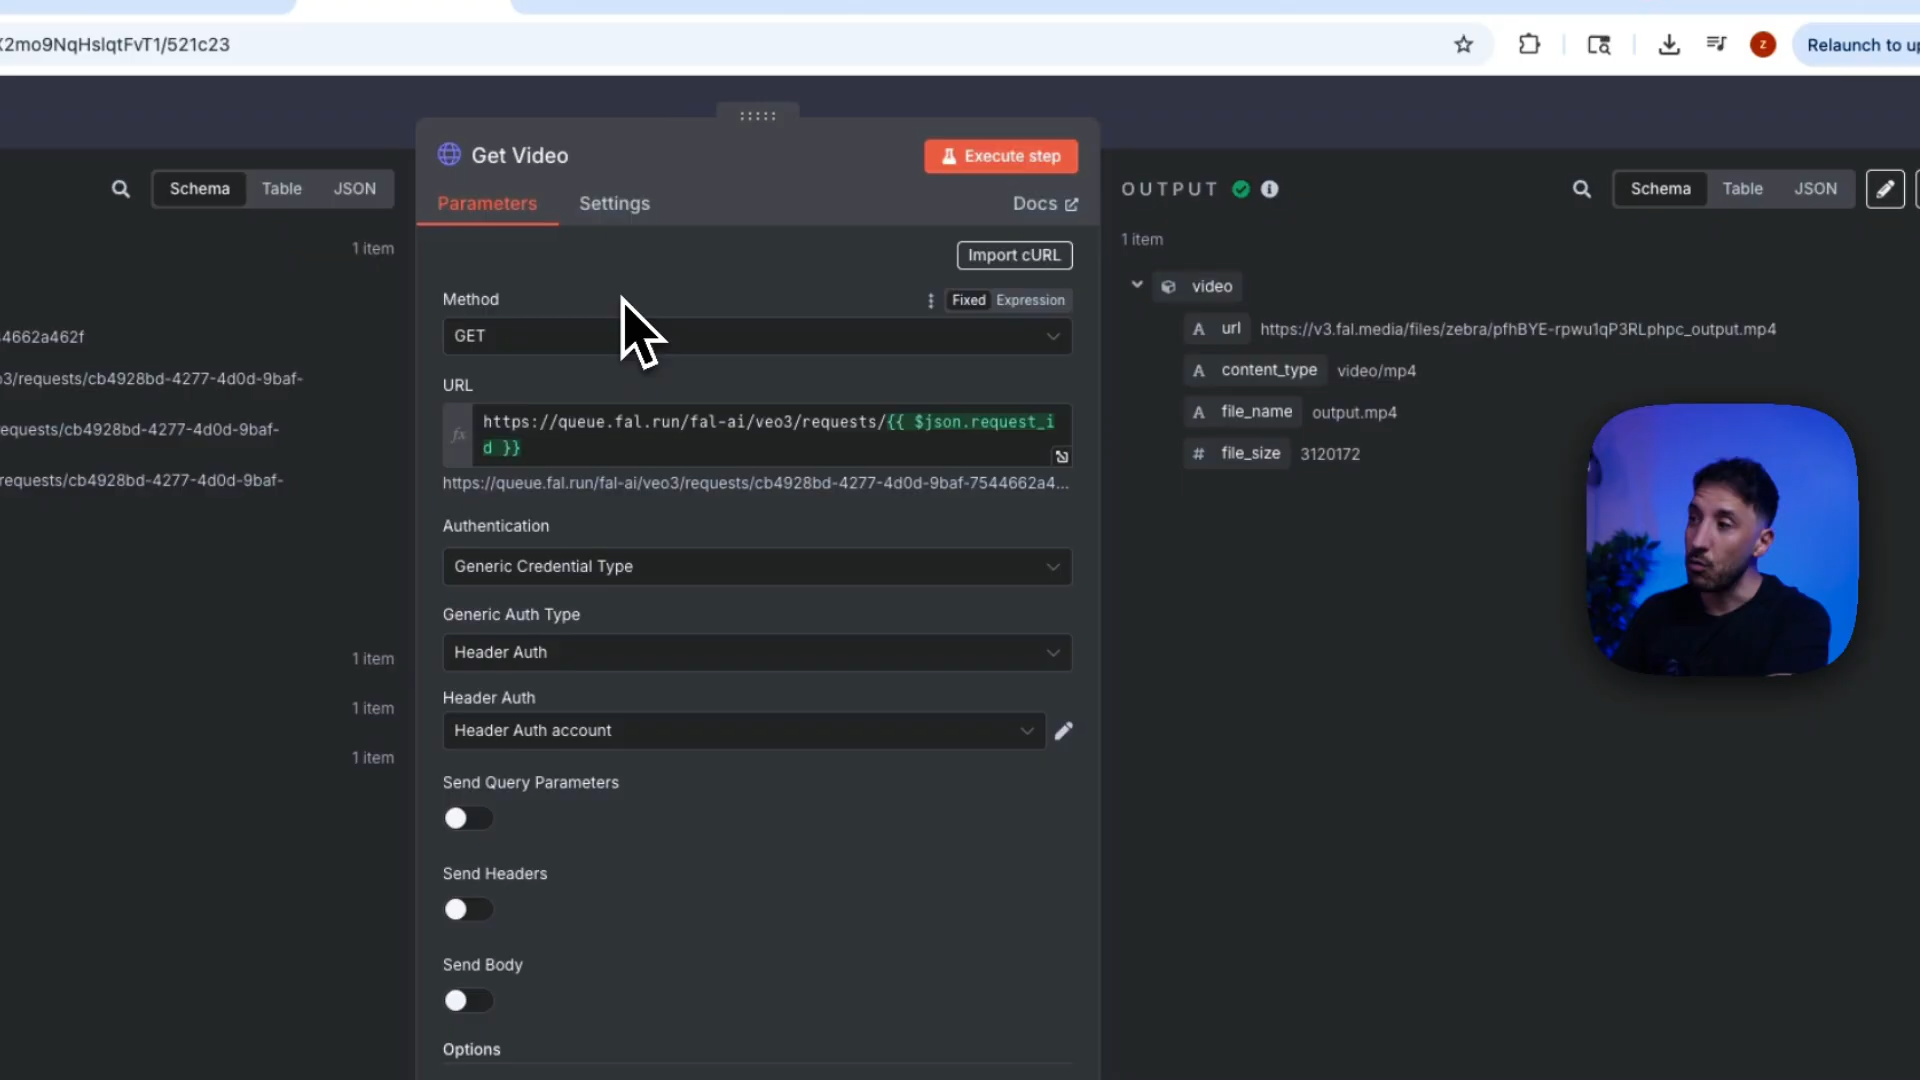 X2mo9NqHslqtFvT1/521c23
z
Relaunch to up
Get Video
Execute step
Schema
Table
JSON
Parameters
Settings
Docs
OUTPUT
Schema
Table
JSON
1 item
1 item
Import cURL
Method
Fixed
Expression
GET
4662a462f
o3/requests/cb4928bd-4277-4d0d-9baf-
equests/cb4928bd-4277-4d0d-9baf-
requests/cb4928bd-4277-4d0d-9baf-
1 item
1 item
1 item
URL
fx
https://queue.fal.run/fal-ai/veo3/requests/{{ $json.request_i
d }}
https://queue.fal.run/fal-ai/veo3/requests/cb4928bd-4277-4d0d-9baf-7544662a4...
Authentication
Generic Credential Type
Generic Auth Type
Header Auth
Header Auth
Header Auth account
Send Query Parameters
Send Headers
Send Body
Options
video
A url https://v3.fal.media/files/zebra/pfhBYE-rpwu1qP3RLphpc_output.mp4
A content_type video/mp4
A file_name output.mp4
# file_size 3120172